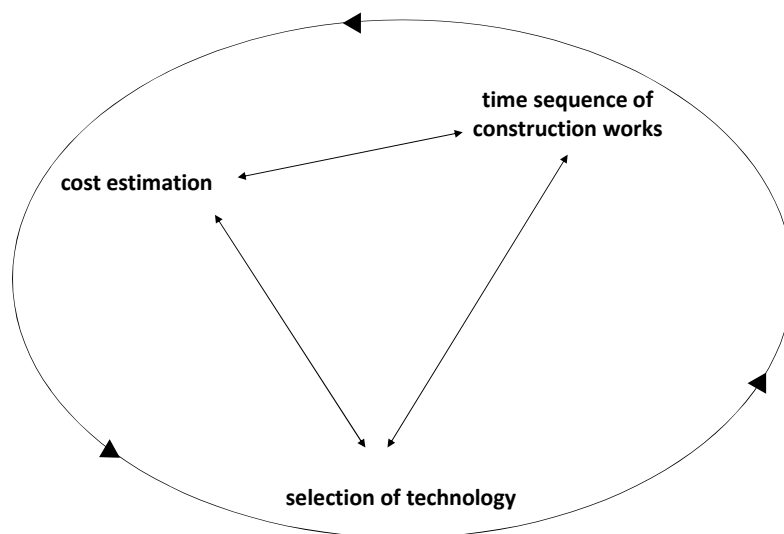 time sequence of
construction works
cost estimation
selection of technology